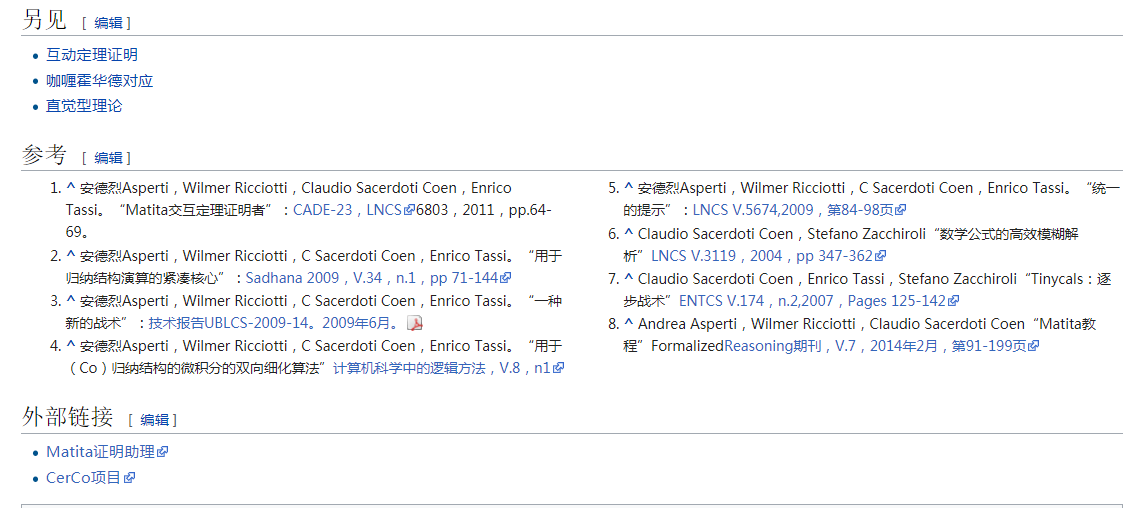 另见 [ 编辑 ]
互动定理证明
咖喱霍华德对应
直觉型理论
参考 [ 编辑 ]
1. ^ 安德烈Asperti，Wilmer Ricciotti，Claudio Sacerdoti Coen，Enrico
Tassi。“Matita交互定理证明者”：CADE-23，LNCS6803，2011，pp.64-
69。
2. ^ 安德烈Asperti，Wilmer Ricciotti，C Sacerdoti Coen，Enrico Tassi。“用于
归纳结构演算的紧凑核心”：Sadhana 2009，V.34，n.1，pp 71-144
3. ^ 安德烈Asperti，Wilmer Ricciotti，C Sacerdoti Coen，Enrico Tassi。“一种
新的战术”：技术报告UBLCS-2009-14。2009年6月。
4. ^ 安德烈Asperti，Wilmer Ricciotti，C Sacerdoti Coen，Enrico Tassi。“用于
（Co）归纳结构的微积分的双向细化算法”计算机科学中的逻辑方法，V.8，n1
5. ^ 安德烈Asperti，Wilmer Ricciotti，C Sacerdoti Coen，Enrico Tassi。“统一
的提示”：LNCS V.5674,2009，第84-98页
6. ^ Claudio Sacerdoti Coen，Stefano Zacchiroli“数学公式的高效模糊解
析”LNCS V.3119，2004，pp 347-362
7. ^ Claudio Sacerdoti Coen，Enrico Tassi，Stefano Zacchiroli“Tinycals：逐
步战术”ENTCS V.174，n.2,2007，Pages 125-142
8. ^ Andrea Asperti，Wilmer Ricciotti，Claudio Sacerdoti Coen“Matita教
程”FormalizedReasoning期刊，V.7，2014年2月，第91-199页
外部链接 [ 编辑 ]
Matita证明助理
CerCo项目